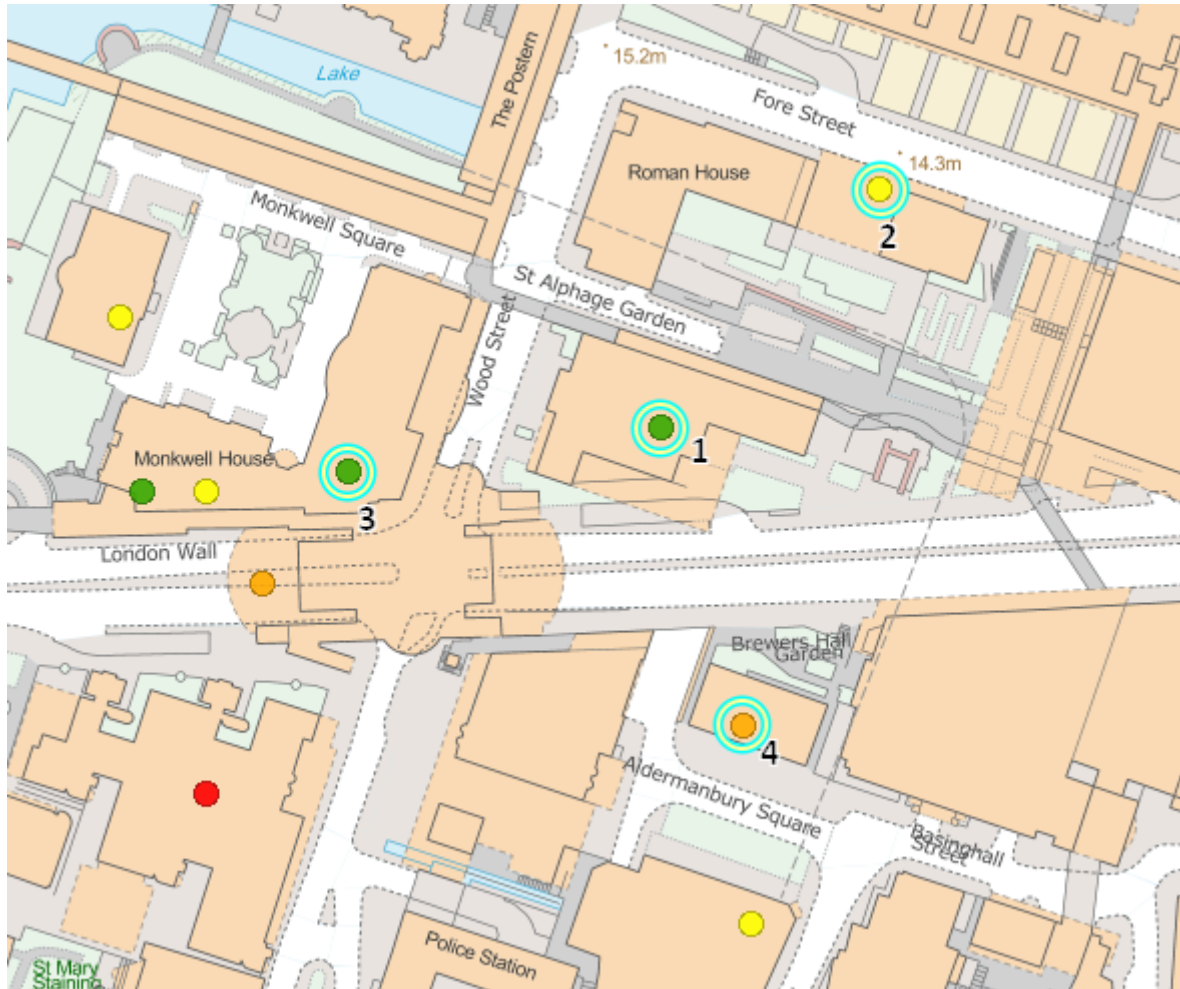 Lake
The Postern
15.2m
Fore Street
14.3m
Roman House
2
Monkwell Square
St Alphage Garden
Wood Street
1
Monkwell House
3
London Wall
Brewers Hall
Garden
4
Aldermanbury Square
Basinghall
Street
Police Station
St Mary
Staining